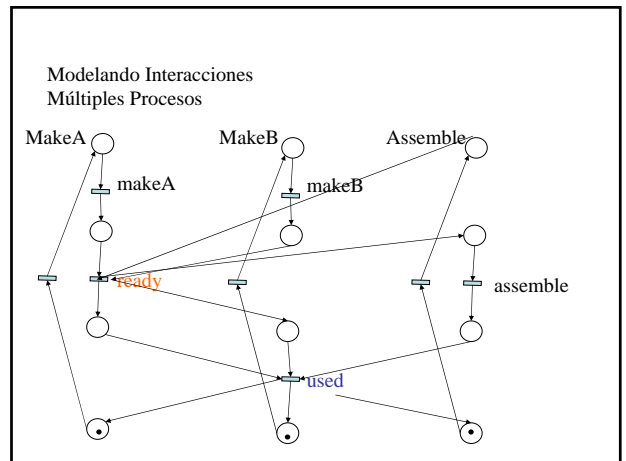 Modelando Interacciones
Múltiples Procesos
MakeA
MakeB
Assemble
makeA
makeB
ready
assemble
used